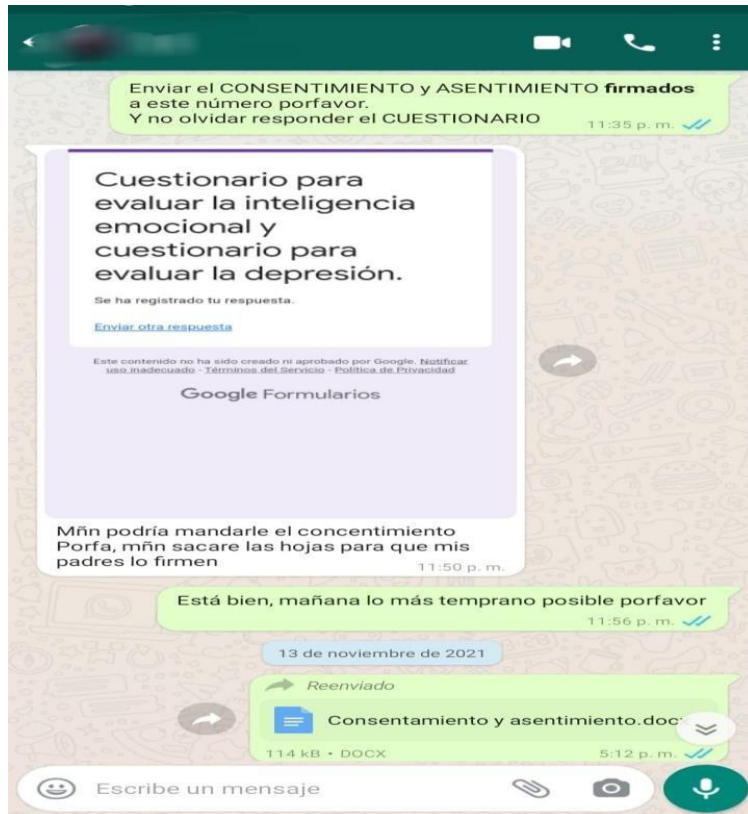 Enviar el CONSENTIMIENTO y ASENTIMIENTO firmados
a este número porfavor.
Y no olvidar responder el CUESTIONARIO
11:35 p. m.
Cuestionario para
evaluar la inteligencia
emocional y
cuestionario para
evaluar la depresión.
Se ha registrado tu respuesta.
Enviar otra respuesta
Este contenido no ha sido creado ni aprobado por Google. Notificar
uso inadecuado - Términos del Servicio - Política de Privacidad
Google Formularios
Mñn podría mandarle el concentimiento
Porfa, mñn sacare las hojas para que mis
padres lo firmen
11:50 p. m.
Está bien, mañana lo más temprano posible porfavor
11:56 p. m.
13 de noviembre de 2021
Reenviado
Consentamiento y asentimiento.doc
114 kB • DOCX
5:12 p. m.
Escribe un mensaje